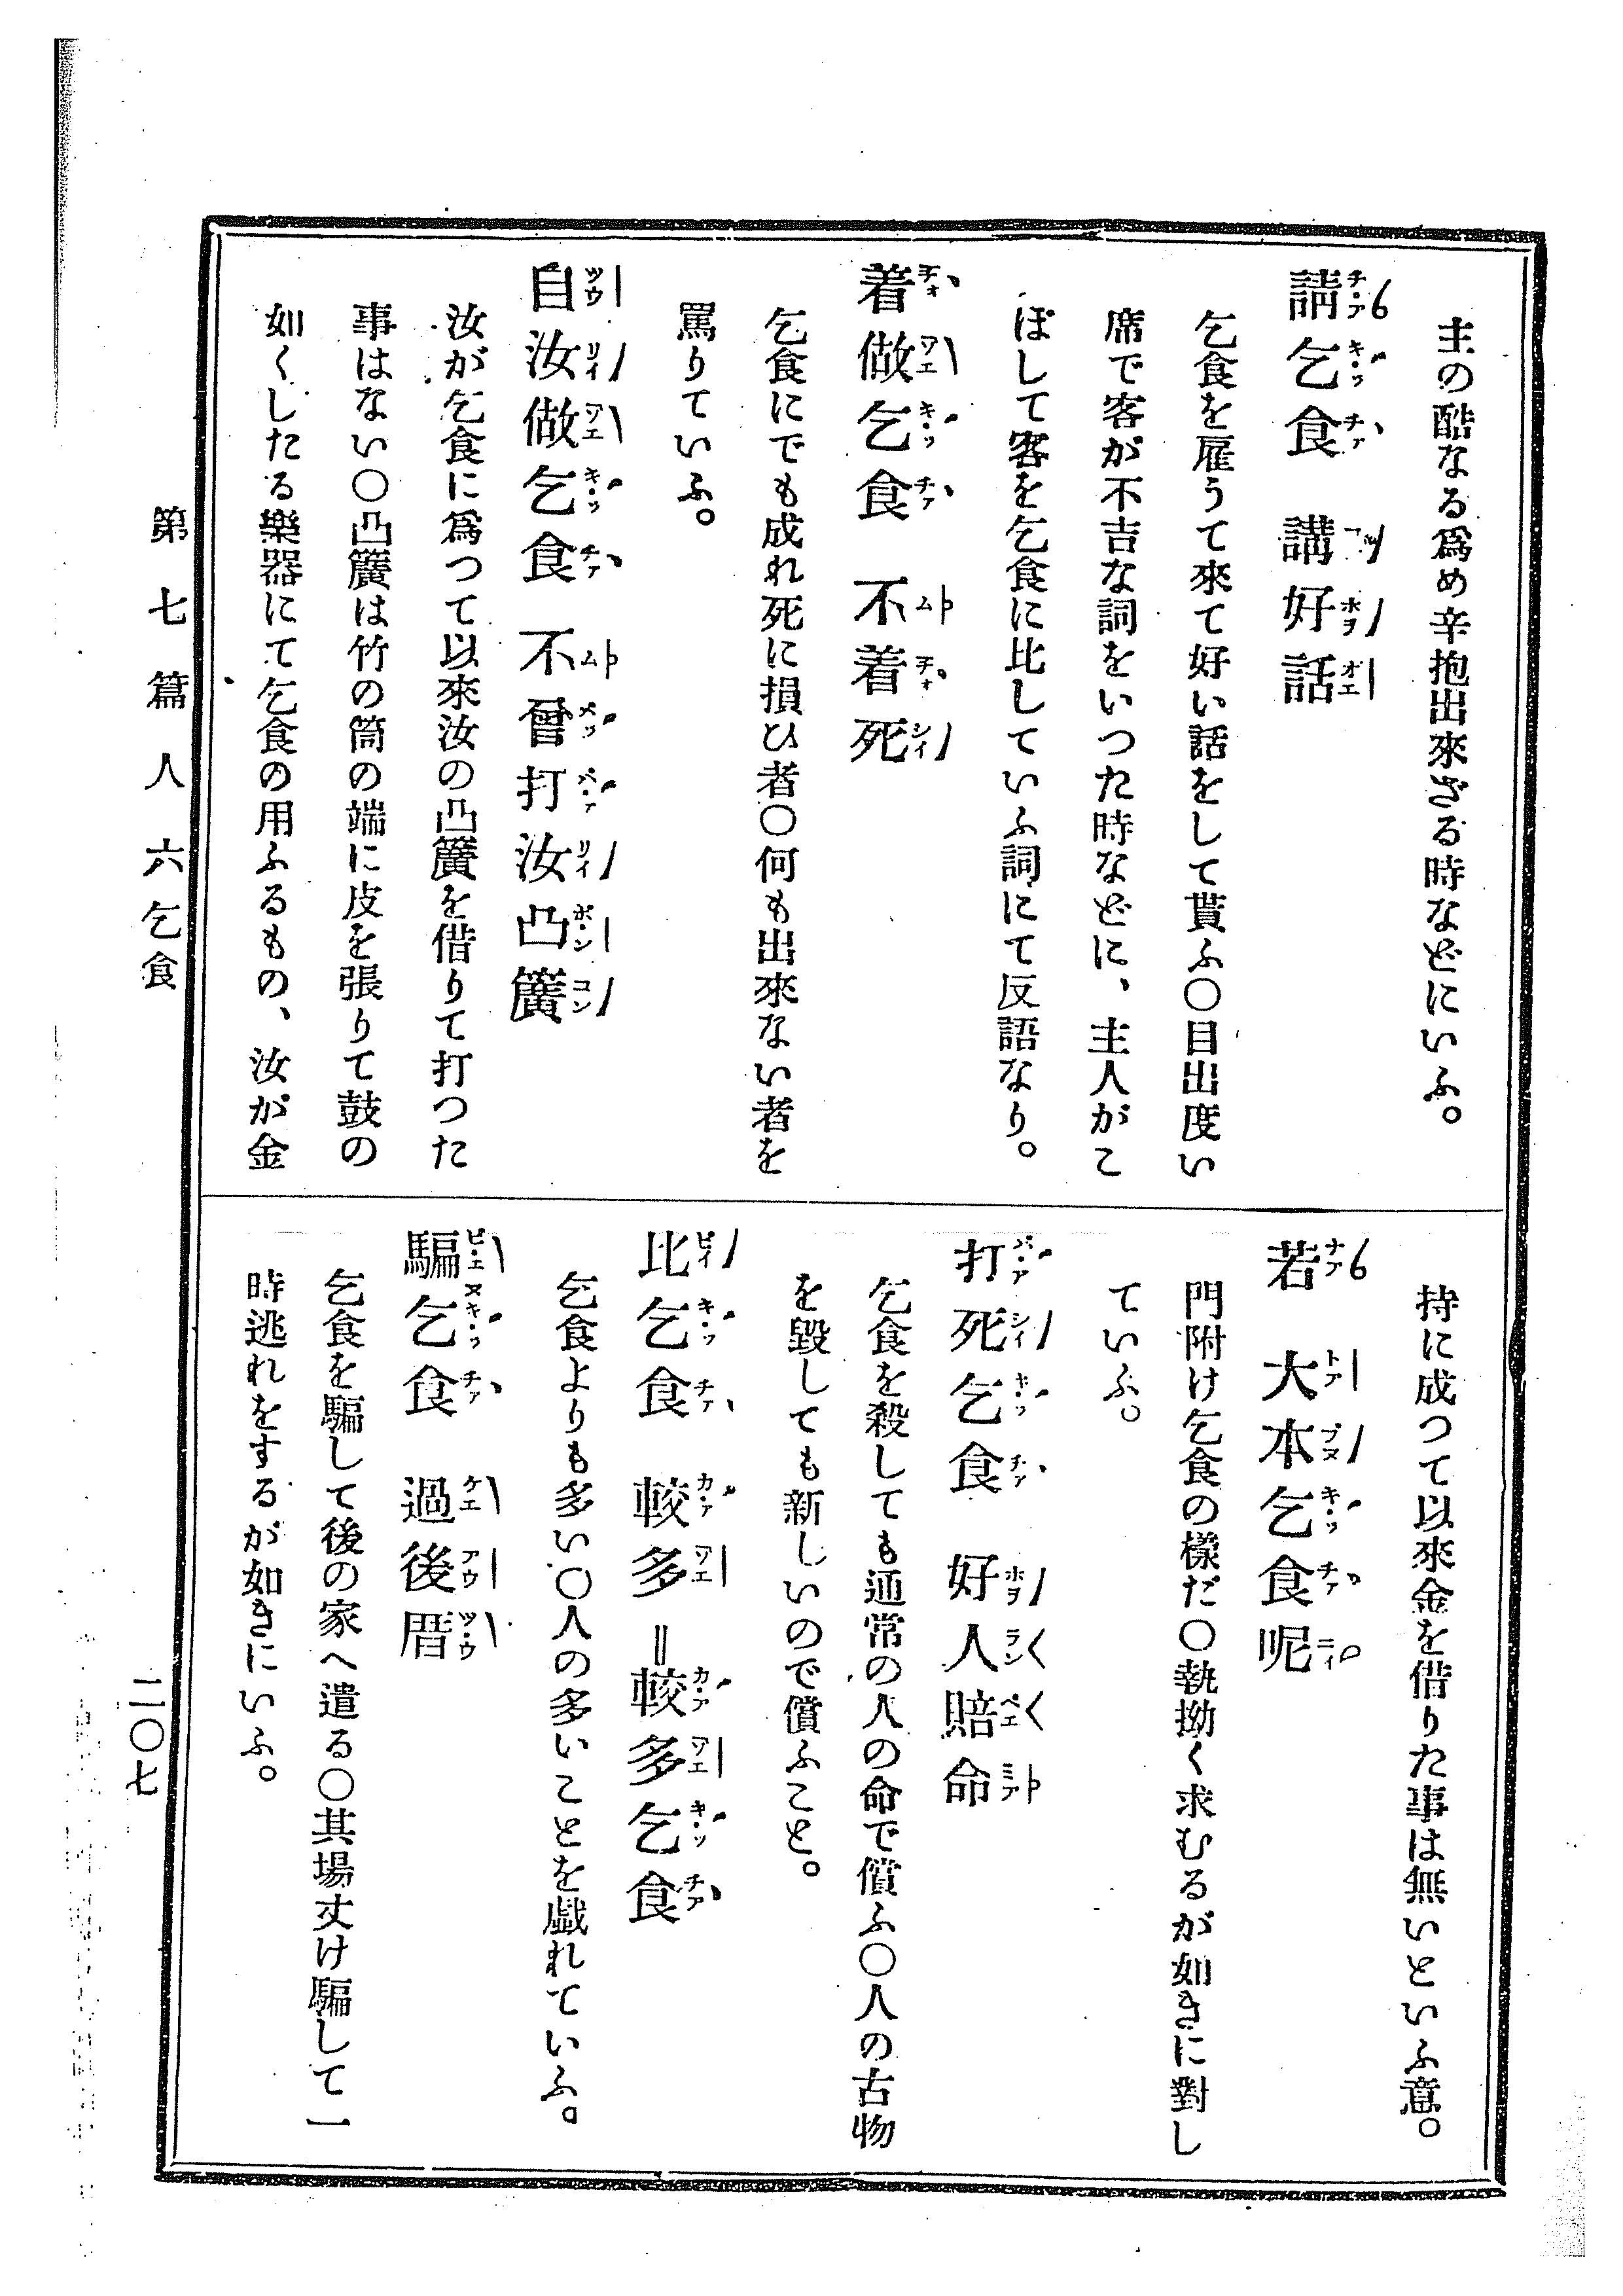 主の酷なる爲め辛抱出來ざる時などにいふ。
請乞食　講好話
乞食を雇うて來て好い話をして貰ふ〇目出度い
席で客が不吉な詞をいつた時などに、主人がこ
ぼして客を乞食に比していふ詞にて反語なり。
着做乞食　不着死
乞食にでも成れ死に損ひ者〇何も出來ない者を
罵りていふ。
自汝做乞食　不曾打汝凸簧
汝が乞食に爲つて以來汝の凸簧を借りて打つた
事はない〇凸簧は竹の筒の端に皮を張りて鼓の
如くしたる樂器にて乞食の用ふるもの、汝が金
持に成つて以來金を借りた事は無いといふ意。
若　大本乞食呢
門附け乞食の樣だ〇執拗く求むるが如きに對し
ていふ。
打死乞食　好人賠命
乞食を殺しても通常の人の命で償ふ〇人の古物
を毀しても新しいので償ふこと。
比乞食　較多＝較多乞食
乞食よりも多い〇人の多いことを戯れていふ。
騙乞食　過後厝
乞食を騙して後の家へ遣る〇其場丈け騙して一
時逃れをするが如きにいふ。
第七篇　人　六乞食
二〇七